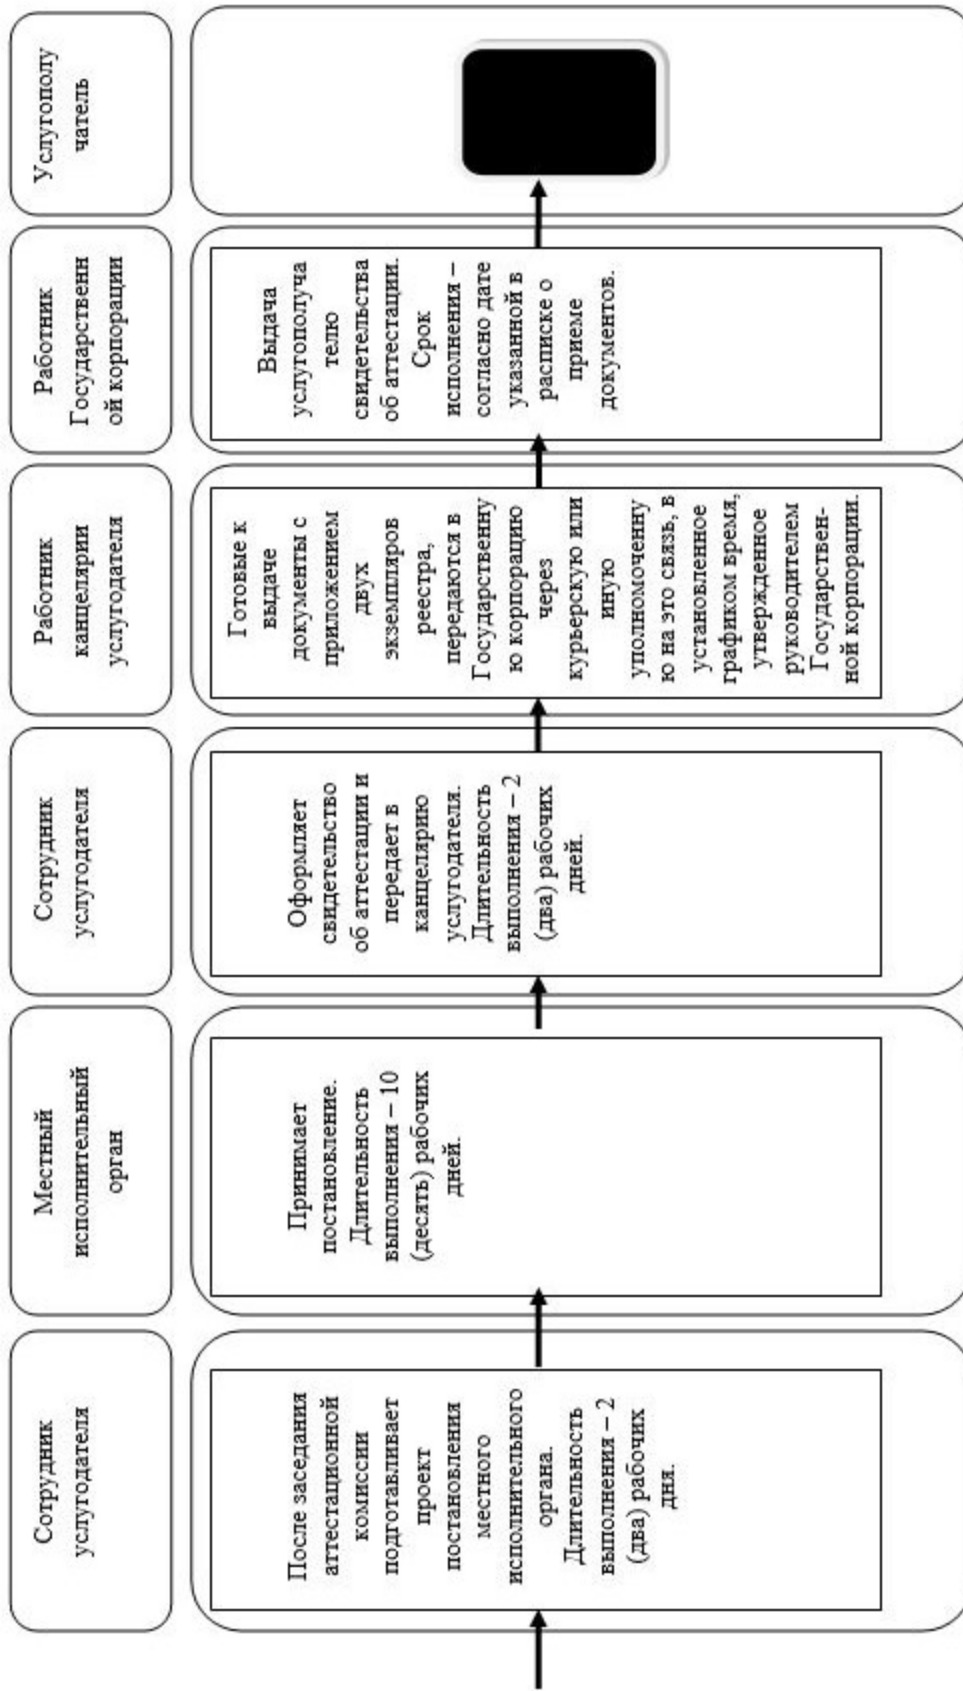 Сотрудник
услугодателя
Местный
исполнительный
орган
Сотрудник
услугодателя
Работник
канцелярии
услугодателя
Работник
Государственн
ой корпорации
Услугополу
чатель
После заседания
аттестационной
комиссии
подготавливает
проект
постановления
местного
исполнительного
органа.
Длительность
выполнения – 2
(два) рабочих
дня.
Принимает
постановление.
Длительность
выполнения – 10
(десять) рабочих
дней.
Оформляет
свидетельство
об аттестации и
передает в
канцелярию
услугодателя.
Длительность
выполнения – 2
(два) рабочих
дней.
Готовые к
выдаче
документы с
приложением
двух
экземпляров
реестра,
передаются в
Государственну
ю корпорацию
через
курьерскую или
иную
уполномоченну
ю на это связь, в
установленное
графиком время,
утвержденное
руководителем
Государствен-
ной корпорации.
Выдача
услугополуча
телю
свидетельства
об аттестации.
Срок
исполнения –
согласно дате
указанной в
расписке о
приеме
документов.